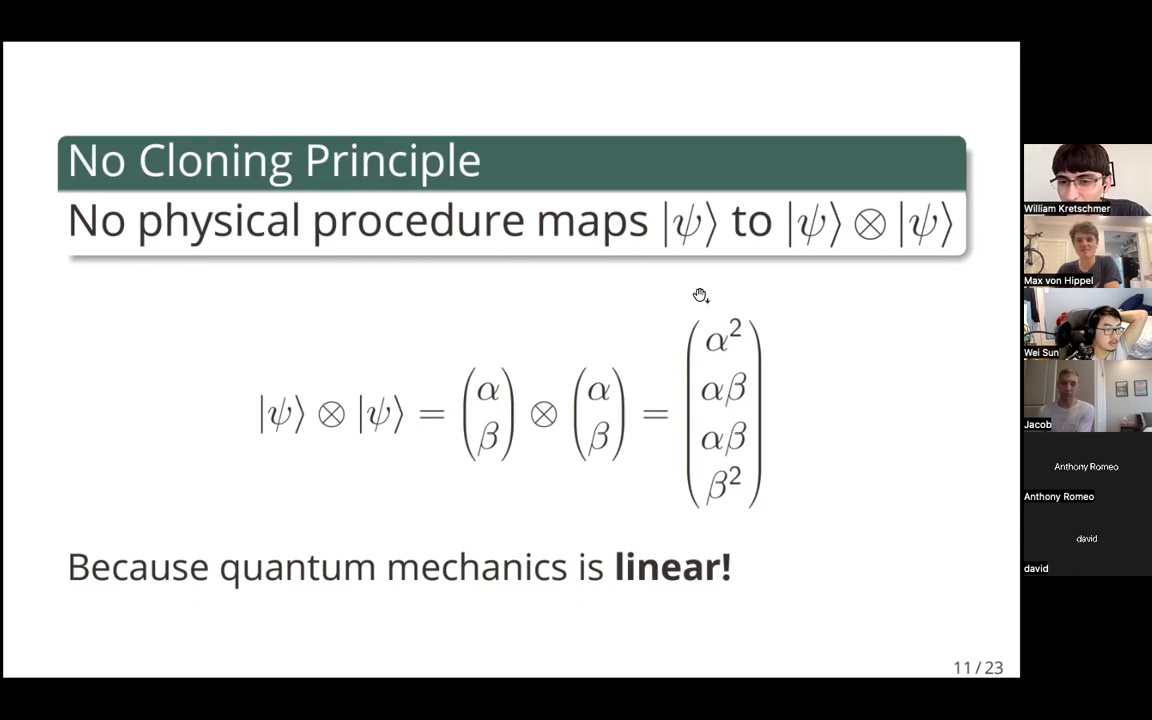 No Cloning Principle
No physical procedure maps |ψ⟩ to |ψ⟩ ⊗ |ψ⟩
|ψ⟩ ⊗ |ψ⟩ = (α β) ⊗ (α β) = (α² αβ αβ β²)
Because quantum mechanics is linear!
11 / 23
William Kretschmer
Max von Hippel
Wei Sun
Jacob
Anthony Romeo
Anthony Romeo
david
david